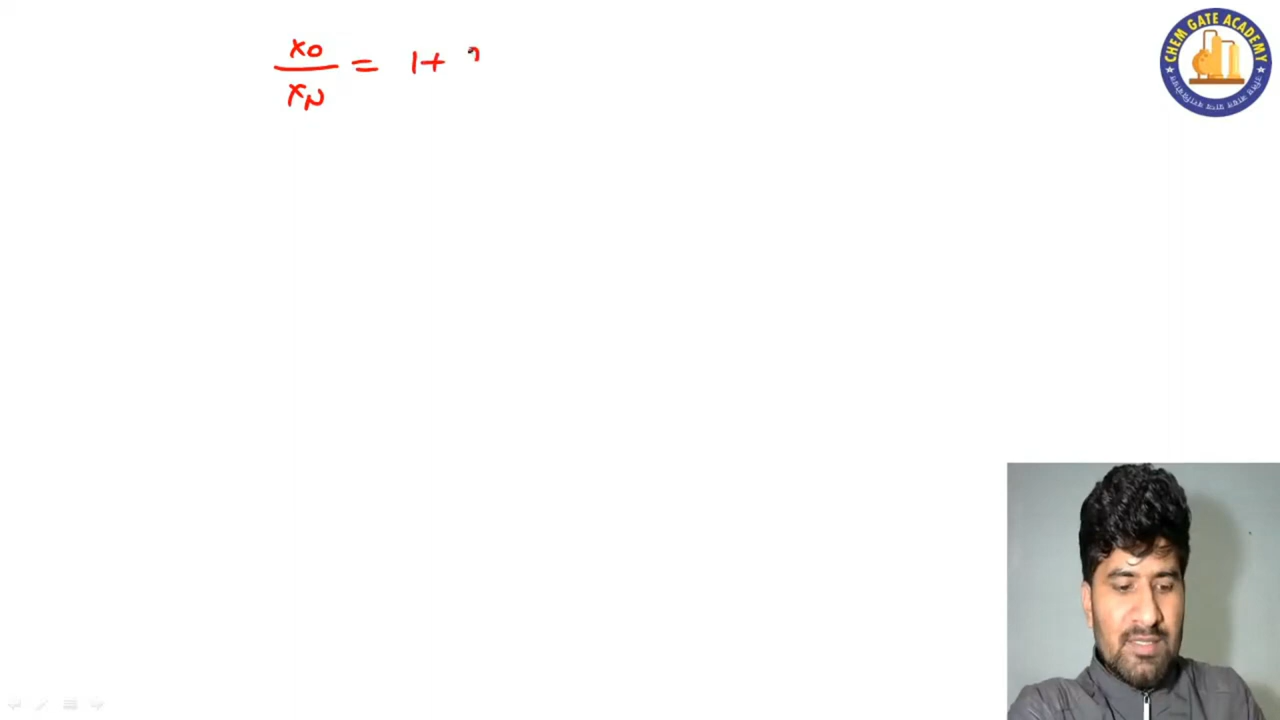 x0
xN
= 1+
CHEM GATE ACADEMY